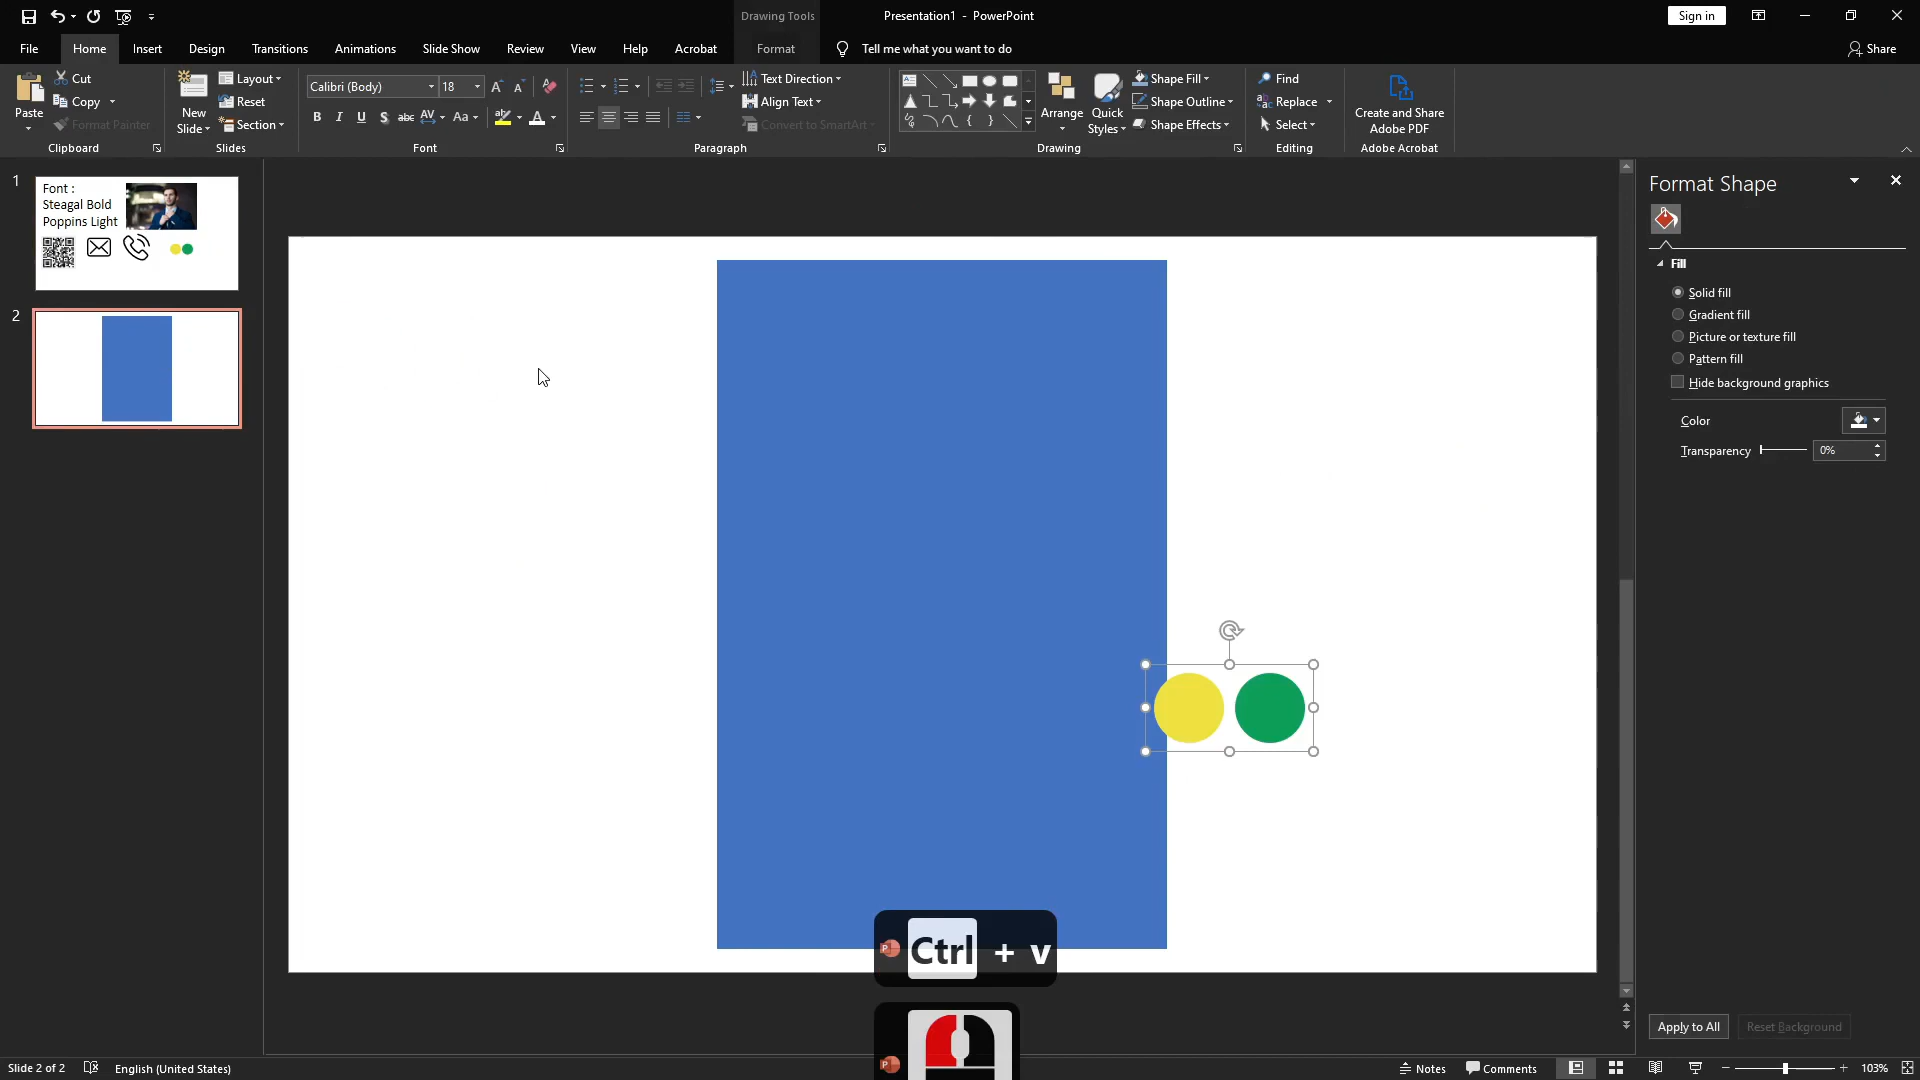 Drawing Tools
Presentation1 - PowerPoint
Sign in
File
Home
Insert
Design
Transitions
Animations
Slide Show
Review
View
Help
Acrobat
Format
Tell me what you want to do
Share
Paste
Cut
Copy
Format Painter
Clipboard
New
Slide
Layout
Reset
Section
Slides
Calibri (Body)
18
B I U S abc AV Aa A
Font
Text Direction
Align Text
Convert to SmartArt
Paragraph
Arrange
Quick
Styles
Shape Fill
Shape Outline
Shape Effects
Drawing
Find
Replace
Select
Editing
Create and Share
Adobe PDF
Adobe Acrobat
1
Font :
Steagal Bold
Poppins Light
2
Format Shape
Fill
Solid fill
Gradient fill
Picture or texture fill
Pattern fill
Hide background graphics
Color
Transparency
0%
Ctrl + v
Apply to All
Reset Background
Slide 2 of 2
English (United States)
Notes
Comments
103%